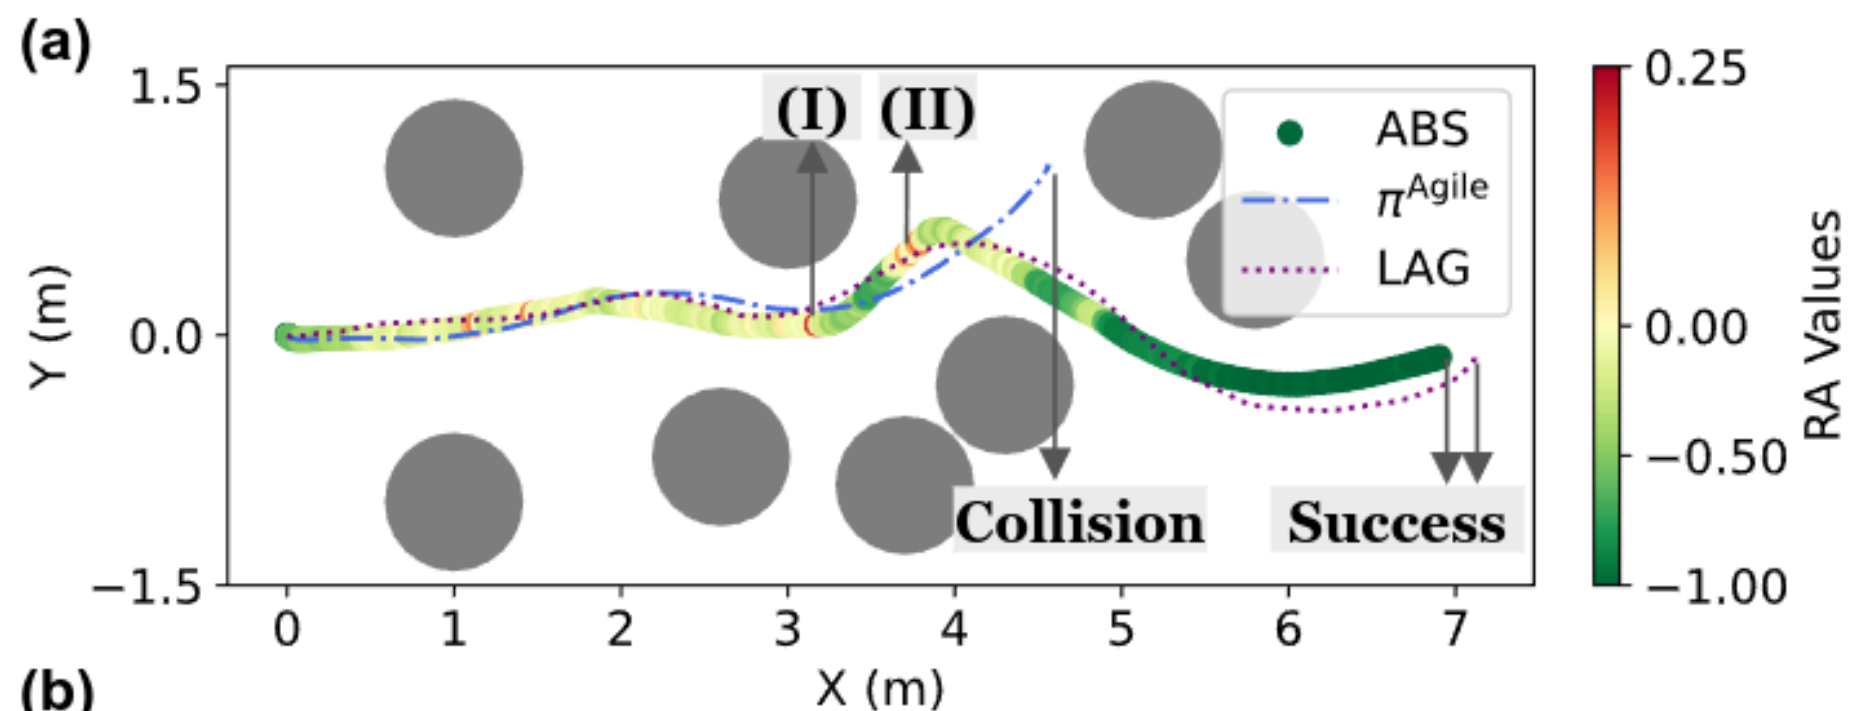 (a)
1.5
0.0
−1.5
Y (m)
(I)
(II)
ABS
π^Agile
LAG
Collision
Success
0 1 2 3 4 5 6 7
X (m)
0.25
0.00
−0.50
−1.00
RA Values
(b)